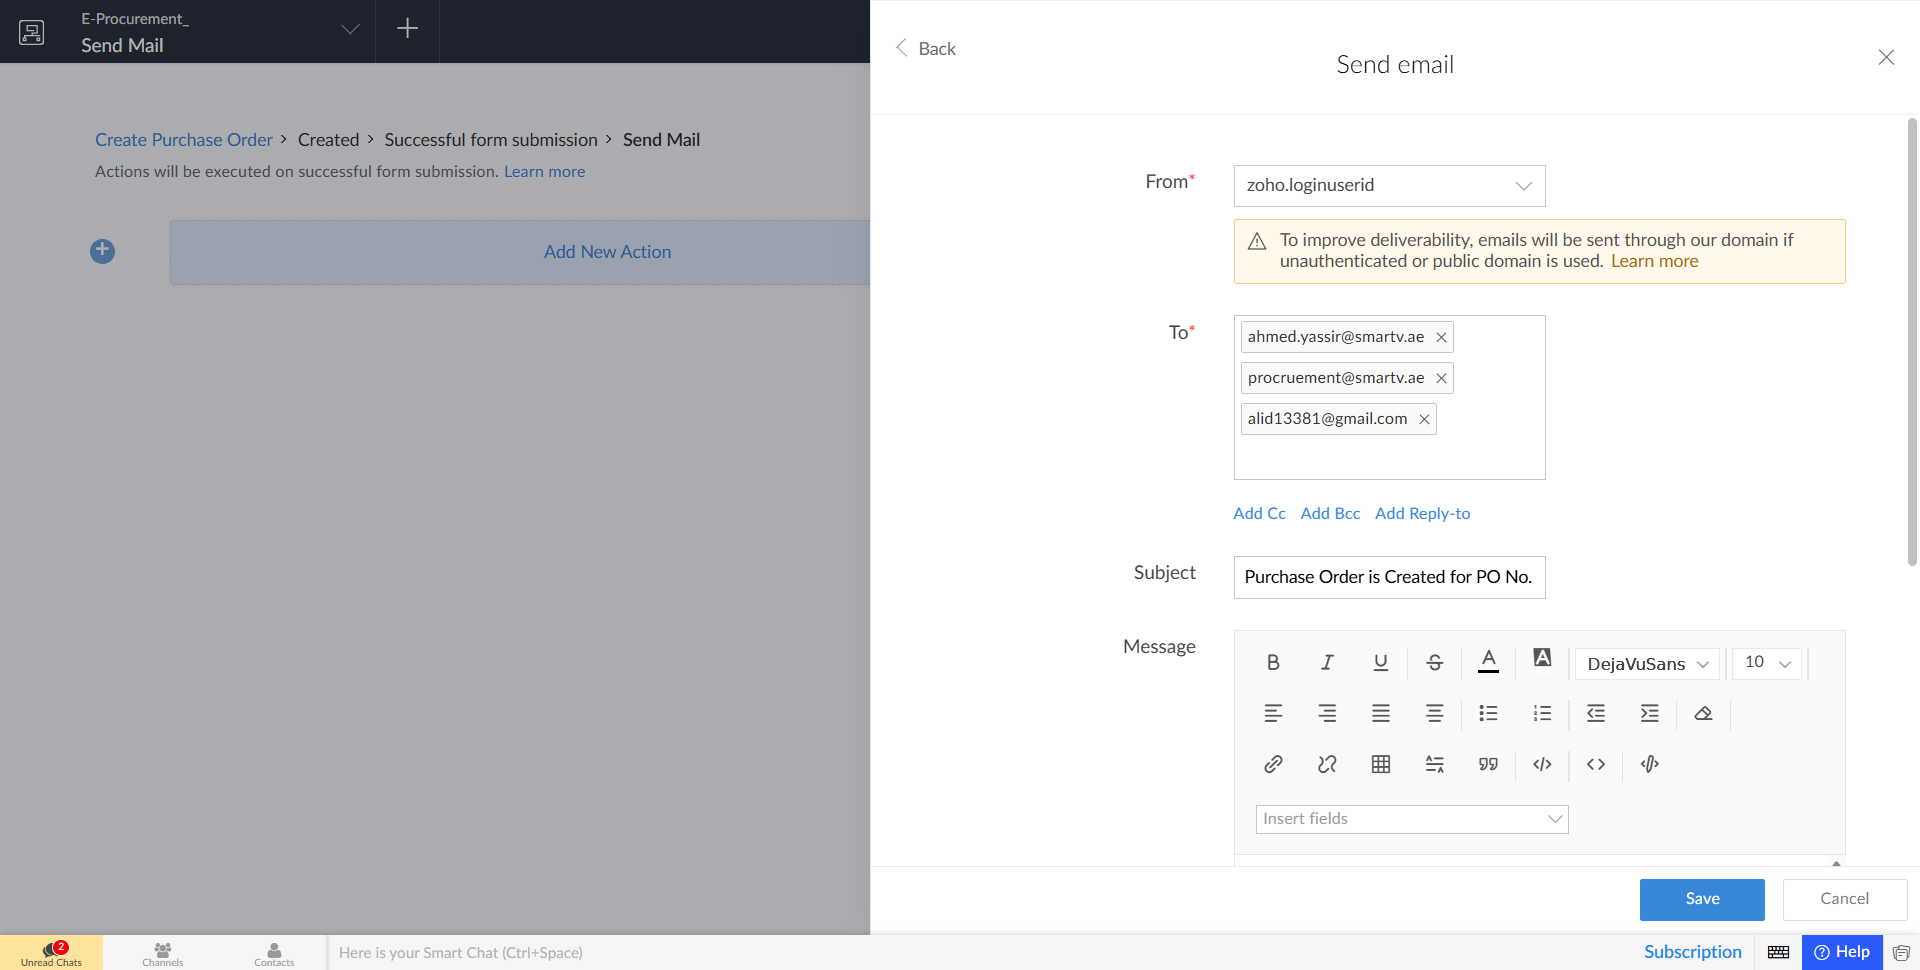 E-Procurement_
Send Mail
Create Purchase Order > Created > Successful form submission > Send Mail
Actions will be executed on successful form submission. Learn more
Add New Action
Back
Send email
From*
zoho.loginuserid
To improve deliverability, emails will be sent through our domain if
unauthenticated or public domain is used. Learn more
To*
ahmed.yassir@smartv.ae
procruement@smartv.ae
alid13381@gmail.com
Add Cc Add Bcc Add Reply-to
Subject
Purchase Order is Created for PO No.
Message
DejaVuSans
10
Insert fields
Save
Cancel
2
Unread Chats
Channels
Contacts
Here is your Smart Chat (Ctrl+Space)
Subscription
Help